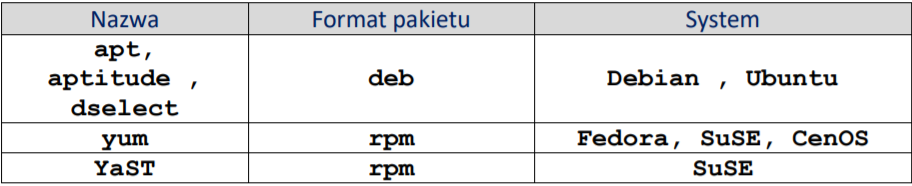 Nazwa Format pakietu System
apt,
aptitude , deb Debian , Ubuntu
dselect
yum rpm Fedora, SuSE, CenOS
YaST rpm SuSE